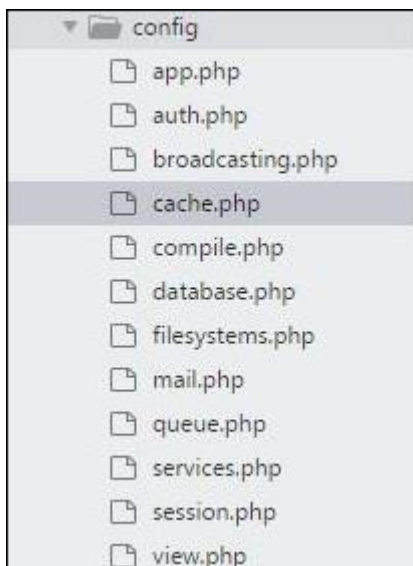 config
app.php
auth.php
broadcasting.php
cache.php
compile.php
database.php
filesystems.php
mail.php
queue.php
services.php
session.php
view.php